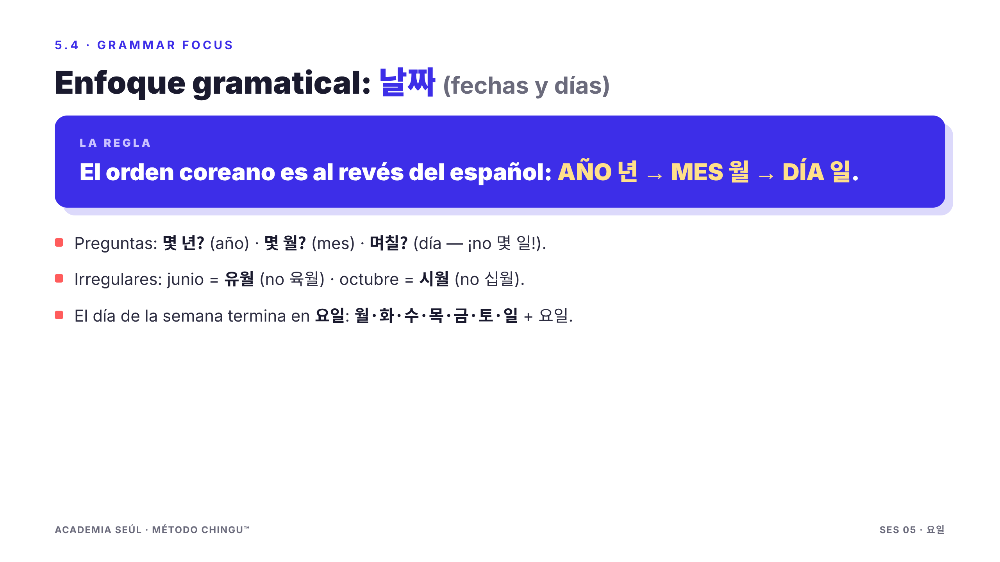 5.4 · GRAMMAR FOCUS
Enfoque gramatical: 날짜 (fechas y días)
LA REGLA
El orden coreano es al revés del español: AÑO 년 → MES 월 → DÍA 일.
Preguntas: 몇 년? (año) · 몇 월? (mes) · 며칠? (día — ¡no 몇 일!).
Irregulares: junio = 유월 (no 육월) · octubre = 시월 (no 십월).
El día de la semana termina en 요일: 월·화·수·목·금·토·일 + 요일.
ACADEMIA SEÚL · MÉTODO CHINGU™
SES 05 · 요일